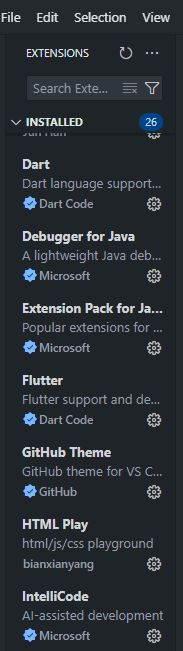 File Edit Selection View
EXTENSIONS
Search Exte...
INSTALLED 26
Dart
Dart language support...
Dart Code
Debugger for Java
A lightweight Java deb...
Microsoft
Extension Pack for Ja...
Popular extensions for ...
Microsoft
Flutter
Flutter support and de...
Dart Code
GitHub Theme
GitHub theme for VS C...
GitHub
HTML Play
html/js/css playground
bianxianyang
IntelliCode
AI-assisted development
Microsoft